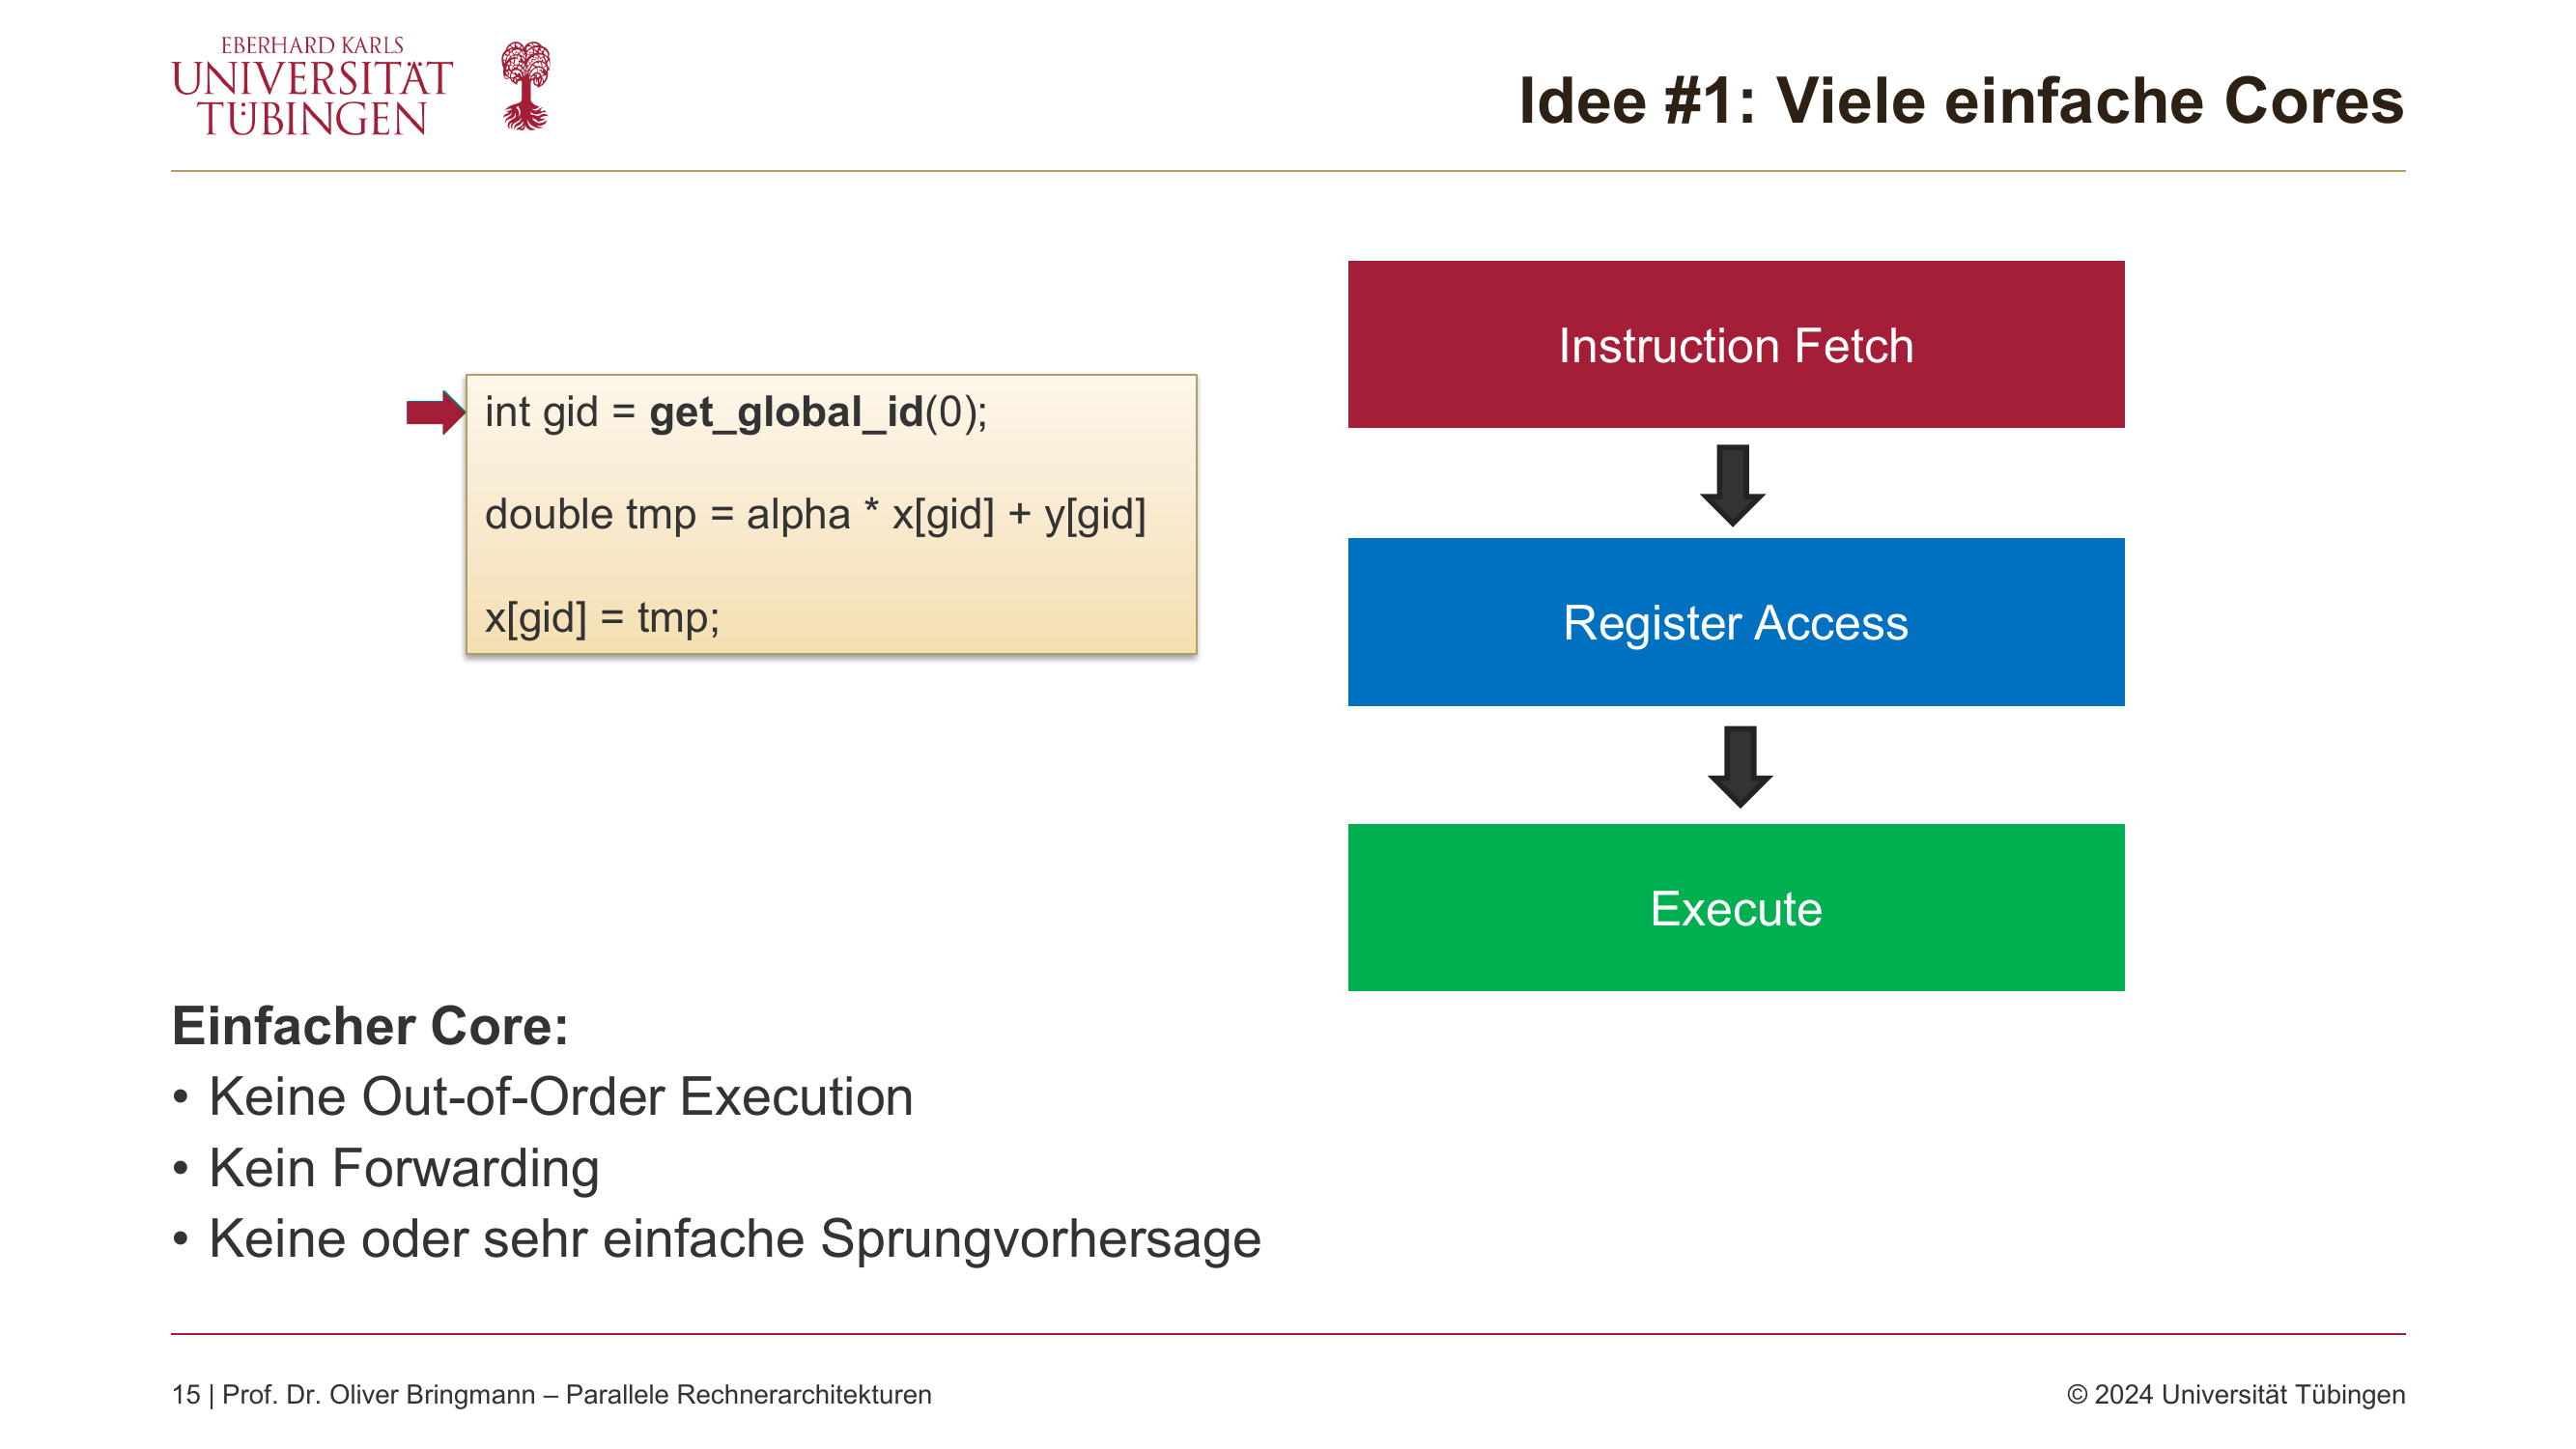 EBERHARD KARLS
UNIVERSITÄT
TÜBINGEN
Idee #1: Viele einfache Cores
int gid = get_global_id(0);
double tmp = alpha * x[gid] + y[gid]
x[gid] = tmp;
Instruction Fetch
Register Access
Execute
Einfacher Core:
• Keine Out-of-Order Execution
• Kein Forwarding
• Keine oder sehr einfache Sprungvorhersage
15 | Prof. Dr. Oliver Bringmann – Parallele Rechnerarchitekturen
© 2024 Universität Tübingen